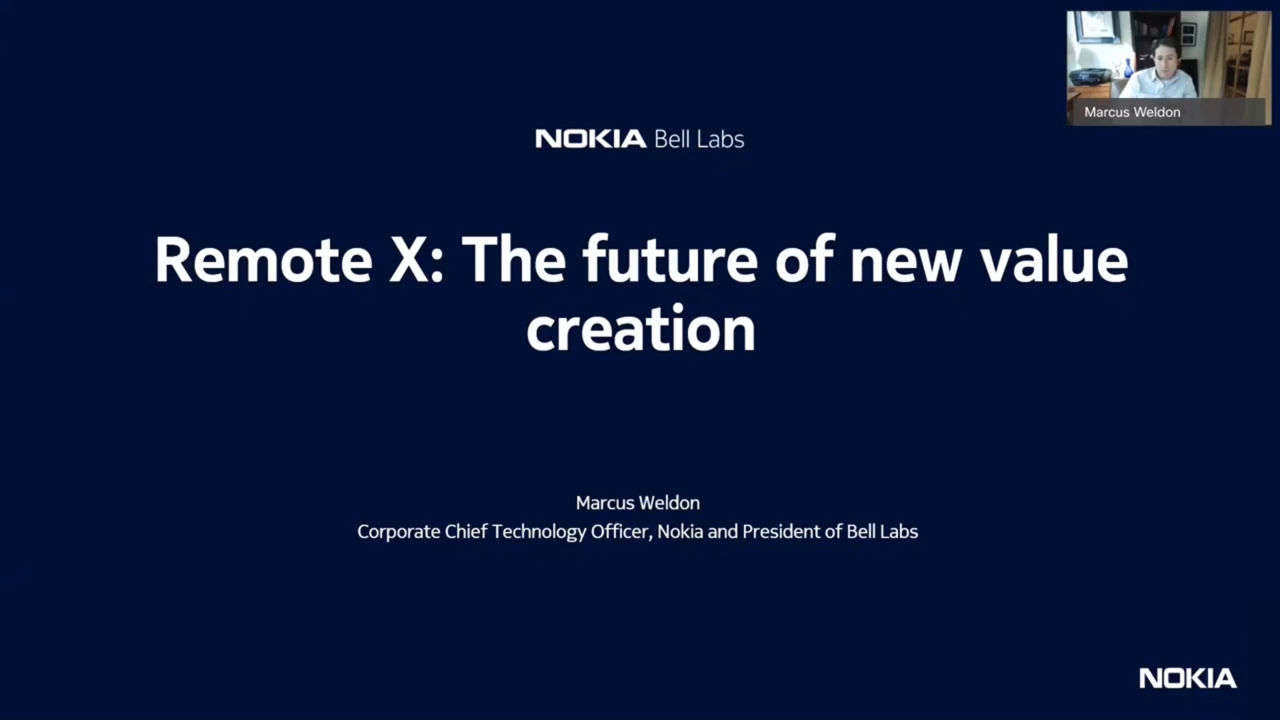 Marcus Weldon
NOKIA Bell Labs
Remote X: The future of new value
creation
Marcus Weldon
Corporate Chief Technology Officer, Nokia and President of Bell Labs
NOKIA